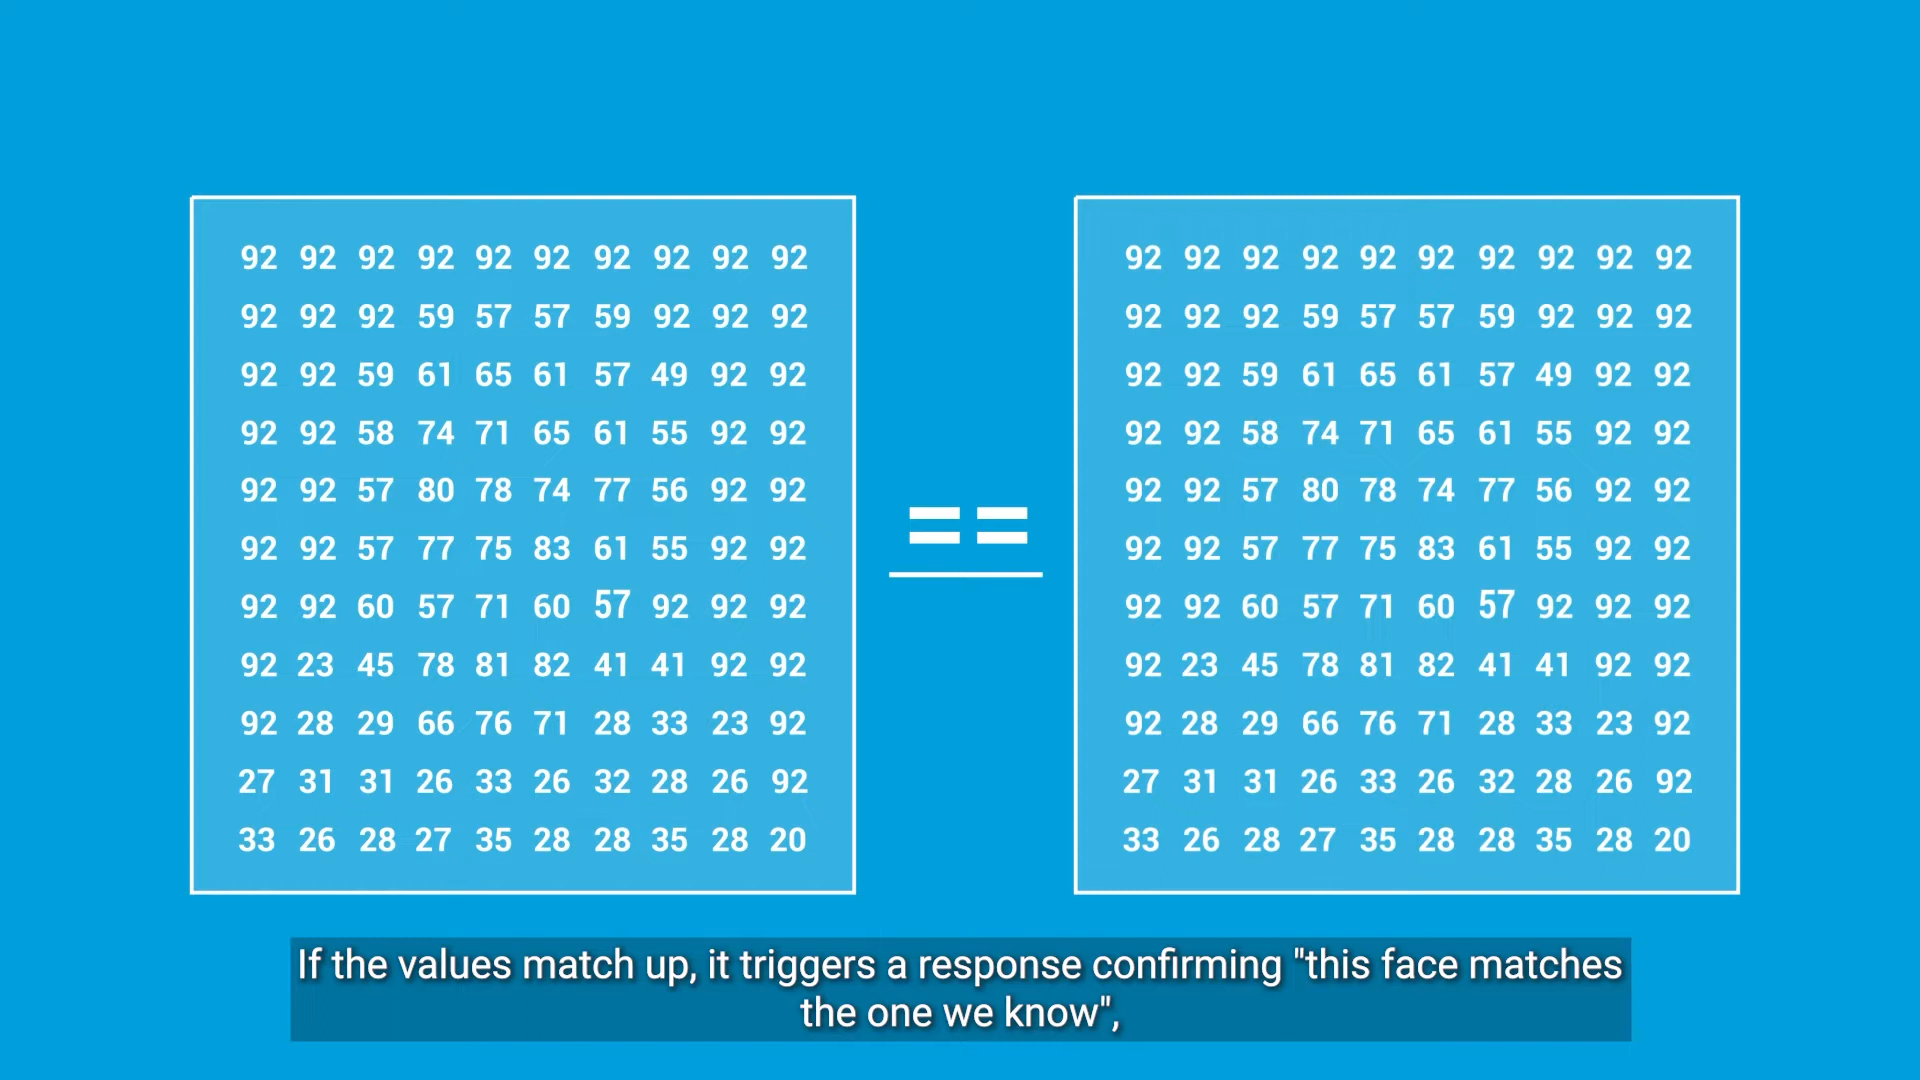 92 92 92 92 92 92 92 92 92 92
92 92 92 59 57 57 59 92 92 92
92 92 59 61 65 61 57 49 92 92
92 92 58 74 71 65 61 55 92 92
92 92 57 80 78 74 77 56 92 92
92 92 57 77 75 83 61 55 92 92
92 92 60 57 71 60 57 92 92 92
92 23 45 78 81 82 41 41 92 92
92 28 29 66 76 71 28 33 23 92
27 31 31 26 33 26 32 28 26 92
33 26 28 27 35 28 28 35 28 20
==
92 92 92 92 92 92 92 92 92 92
92 92 92 59 57 57 59 92 92 92
92 92 59 61 65 61 57 49 92 92
92 92 58 74 71 65 61 55 92 92
92 92 57 80 78 74 77 56 92 92
92 92 57 77 75 83 61 55 92 92
92 92 60 57 71 60 57 92 92 92
92 23 45 78 81 82 41 41 92 92
92 28 29 66 76 71 28 33 23 92
27 31 31 26 33 26 32 28 26 92
33 26 28 27 35 28 28 35 28 20
If the values match up, it triggers a response confirming "this face matches
the one we know",